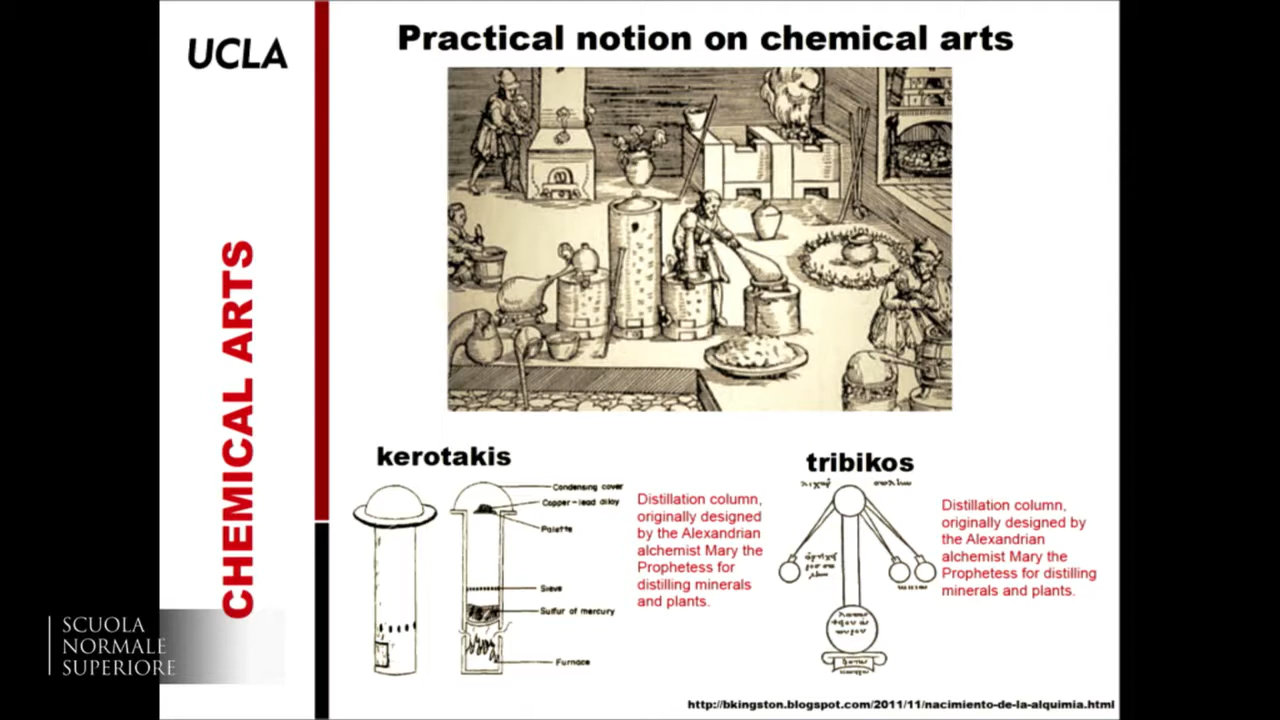 UCLA
Practical notion on chemical arts
CHEMICAL ARTS
kerotakis
Condensing cover
Copper-lead alloy
Palette
Sieve
Sulfur of mercury
Furnace
Distillation column,
originally designed
by the Alexandrian
alchemist Mary the
Prophetess for
distilling minerals
and plants.
tribikos
Distillation column,
originally designed by
the Alexandrian
alchemist Mary the
Prophetess for distilling
minerals and plants.
http://bkingston.blogspot.com/2011/11/nacimiento-de-la-alquimia.html
SCUOLA
NORMALE
SUPERIORE